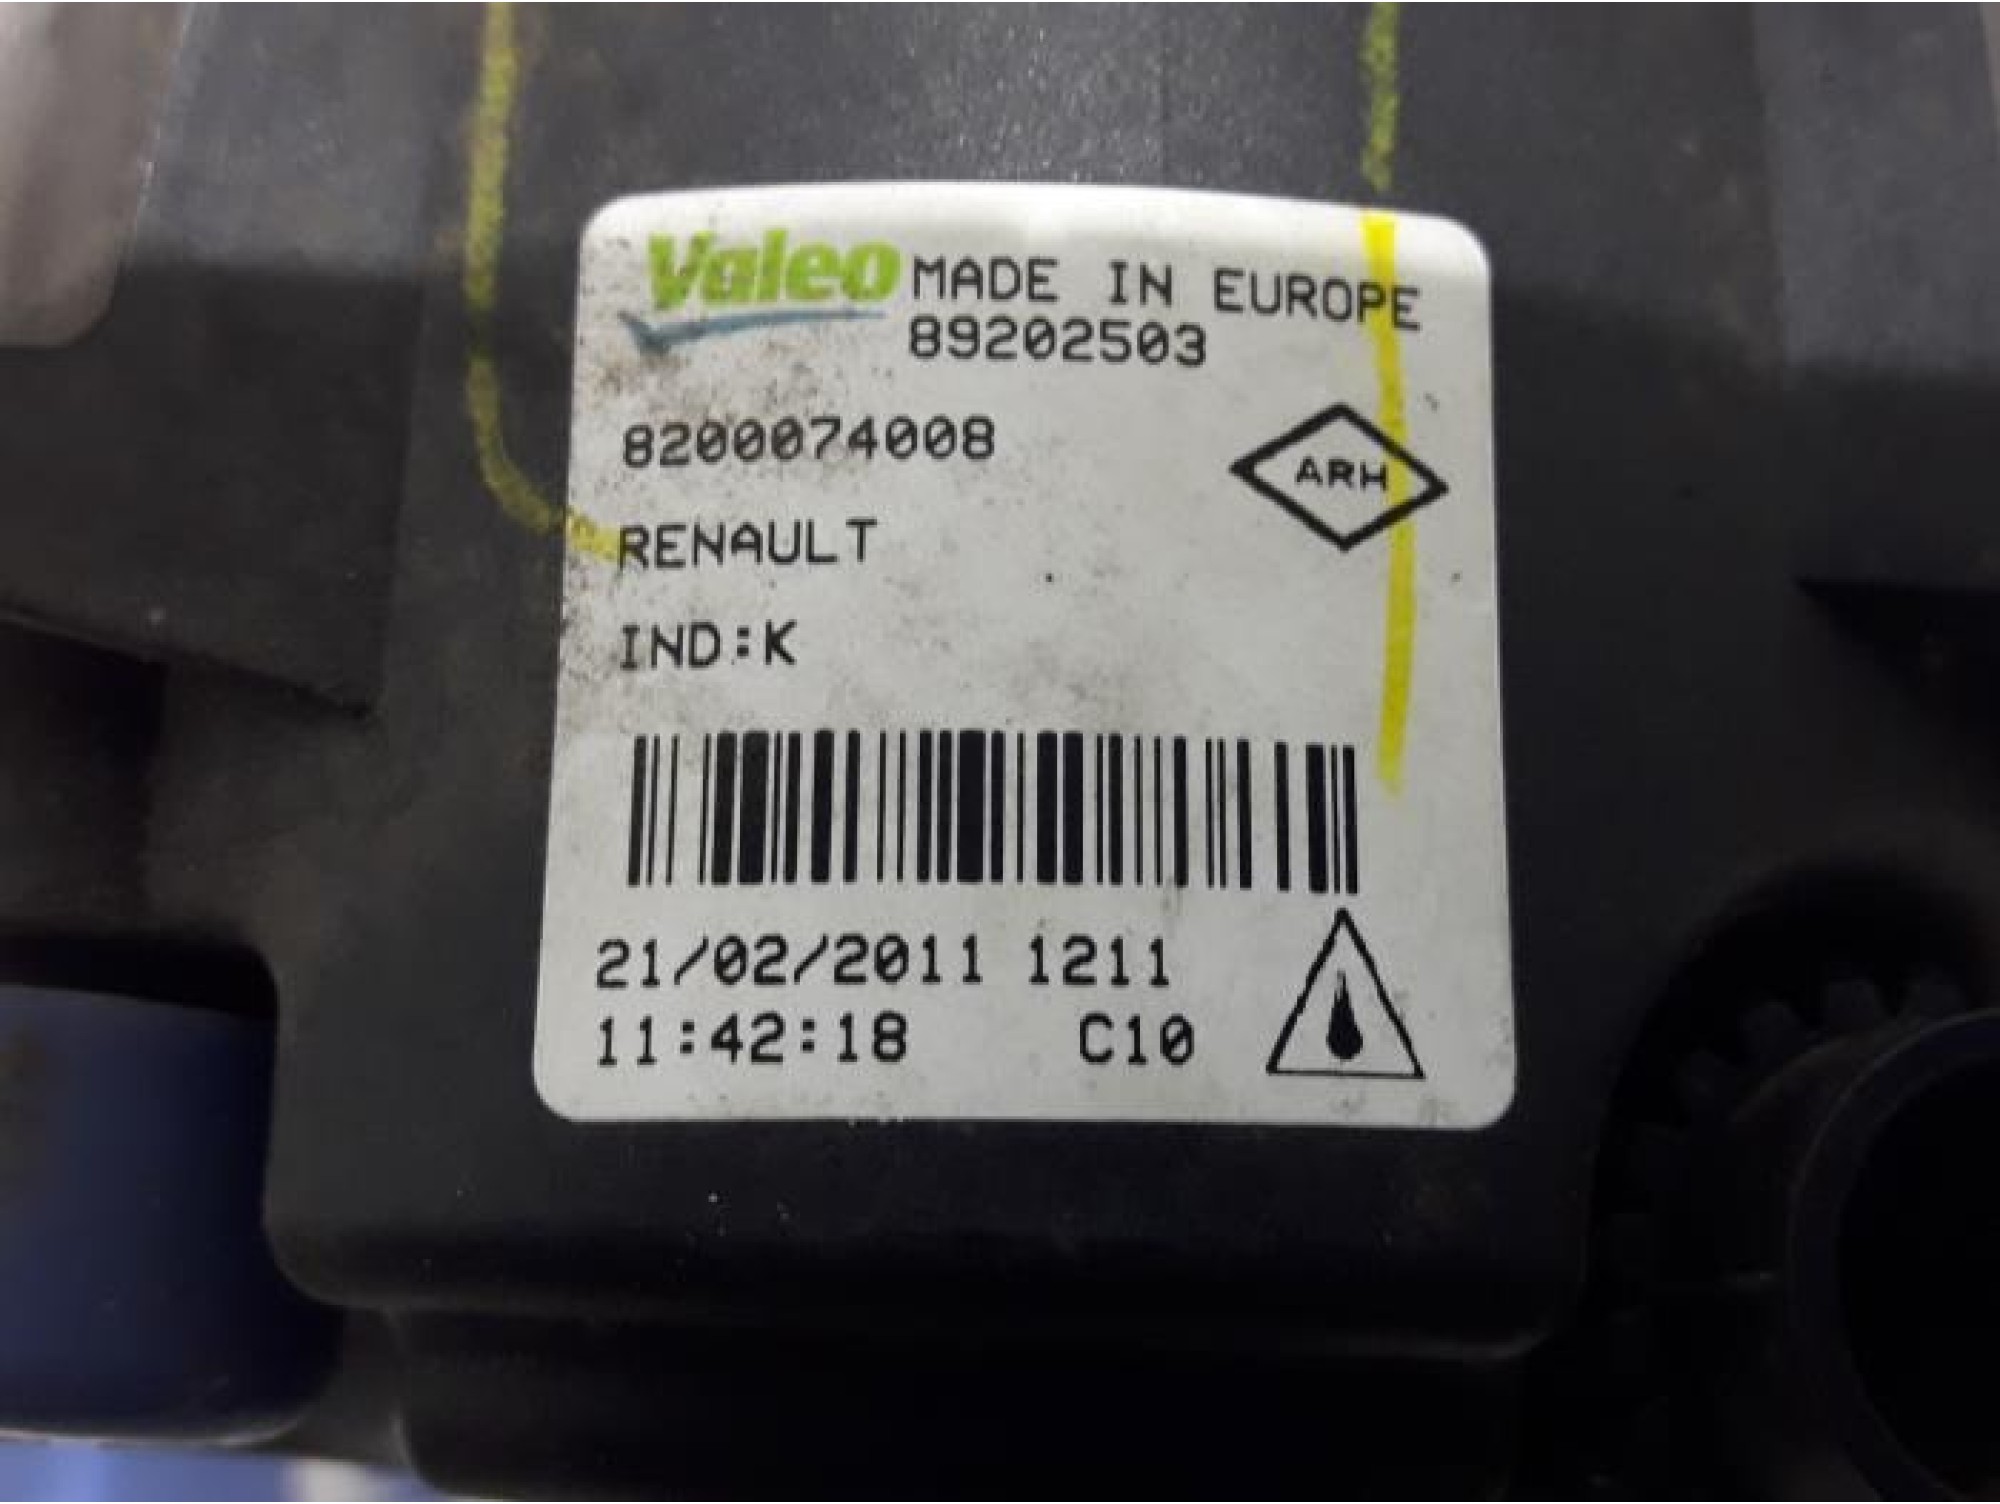 Valeo MADE IN EUROPE
89202503
8200074008
ARH
RENAULT
IND:K
21/02/2011 1211
11:42:18 C10